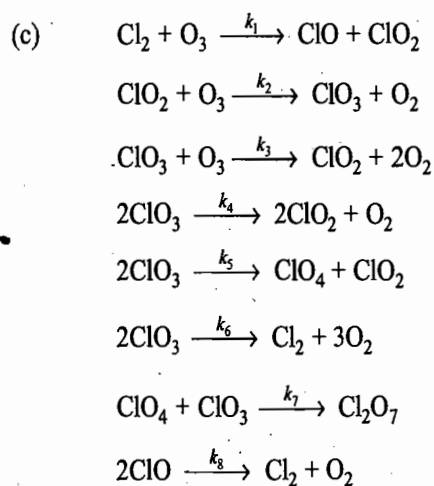 (c) Cl₂ + O₃ —k₁→ ClO + ClO₂
ClO₂ + O₃ —k₂→ ClO₃ + O₂
ClO₃ + O₃ —k₃→ ClO₂ + 2O₂
2ClO₃ —k₄→ 2ClO₂ + O₂
2ClO₃ —k₅→ ClO₄ + ClO₂
2ClO₃ —k₆→ Cl₂ + 3O₂
ClO₄ + ClO₃ —k₇→ Cl₂O₇
2ClO —k₈→ Cl₂ + O₂